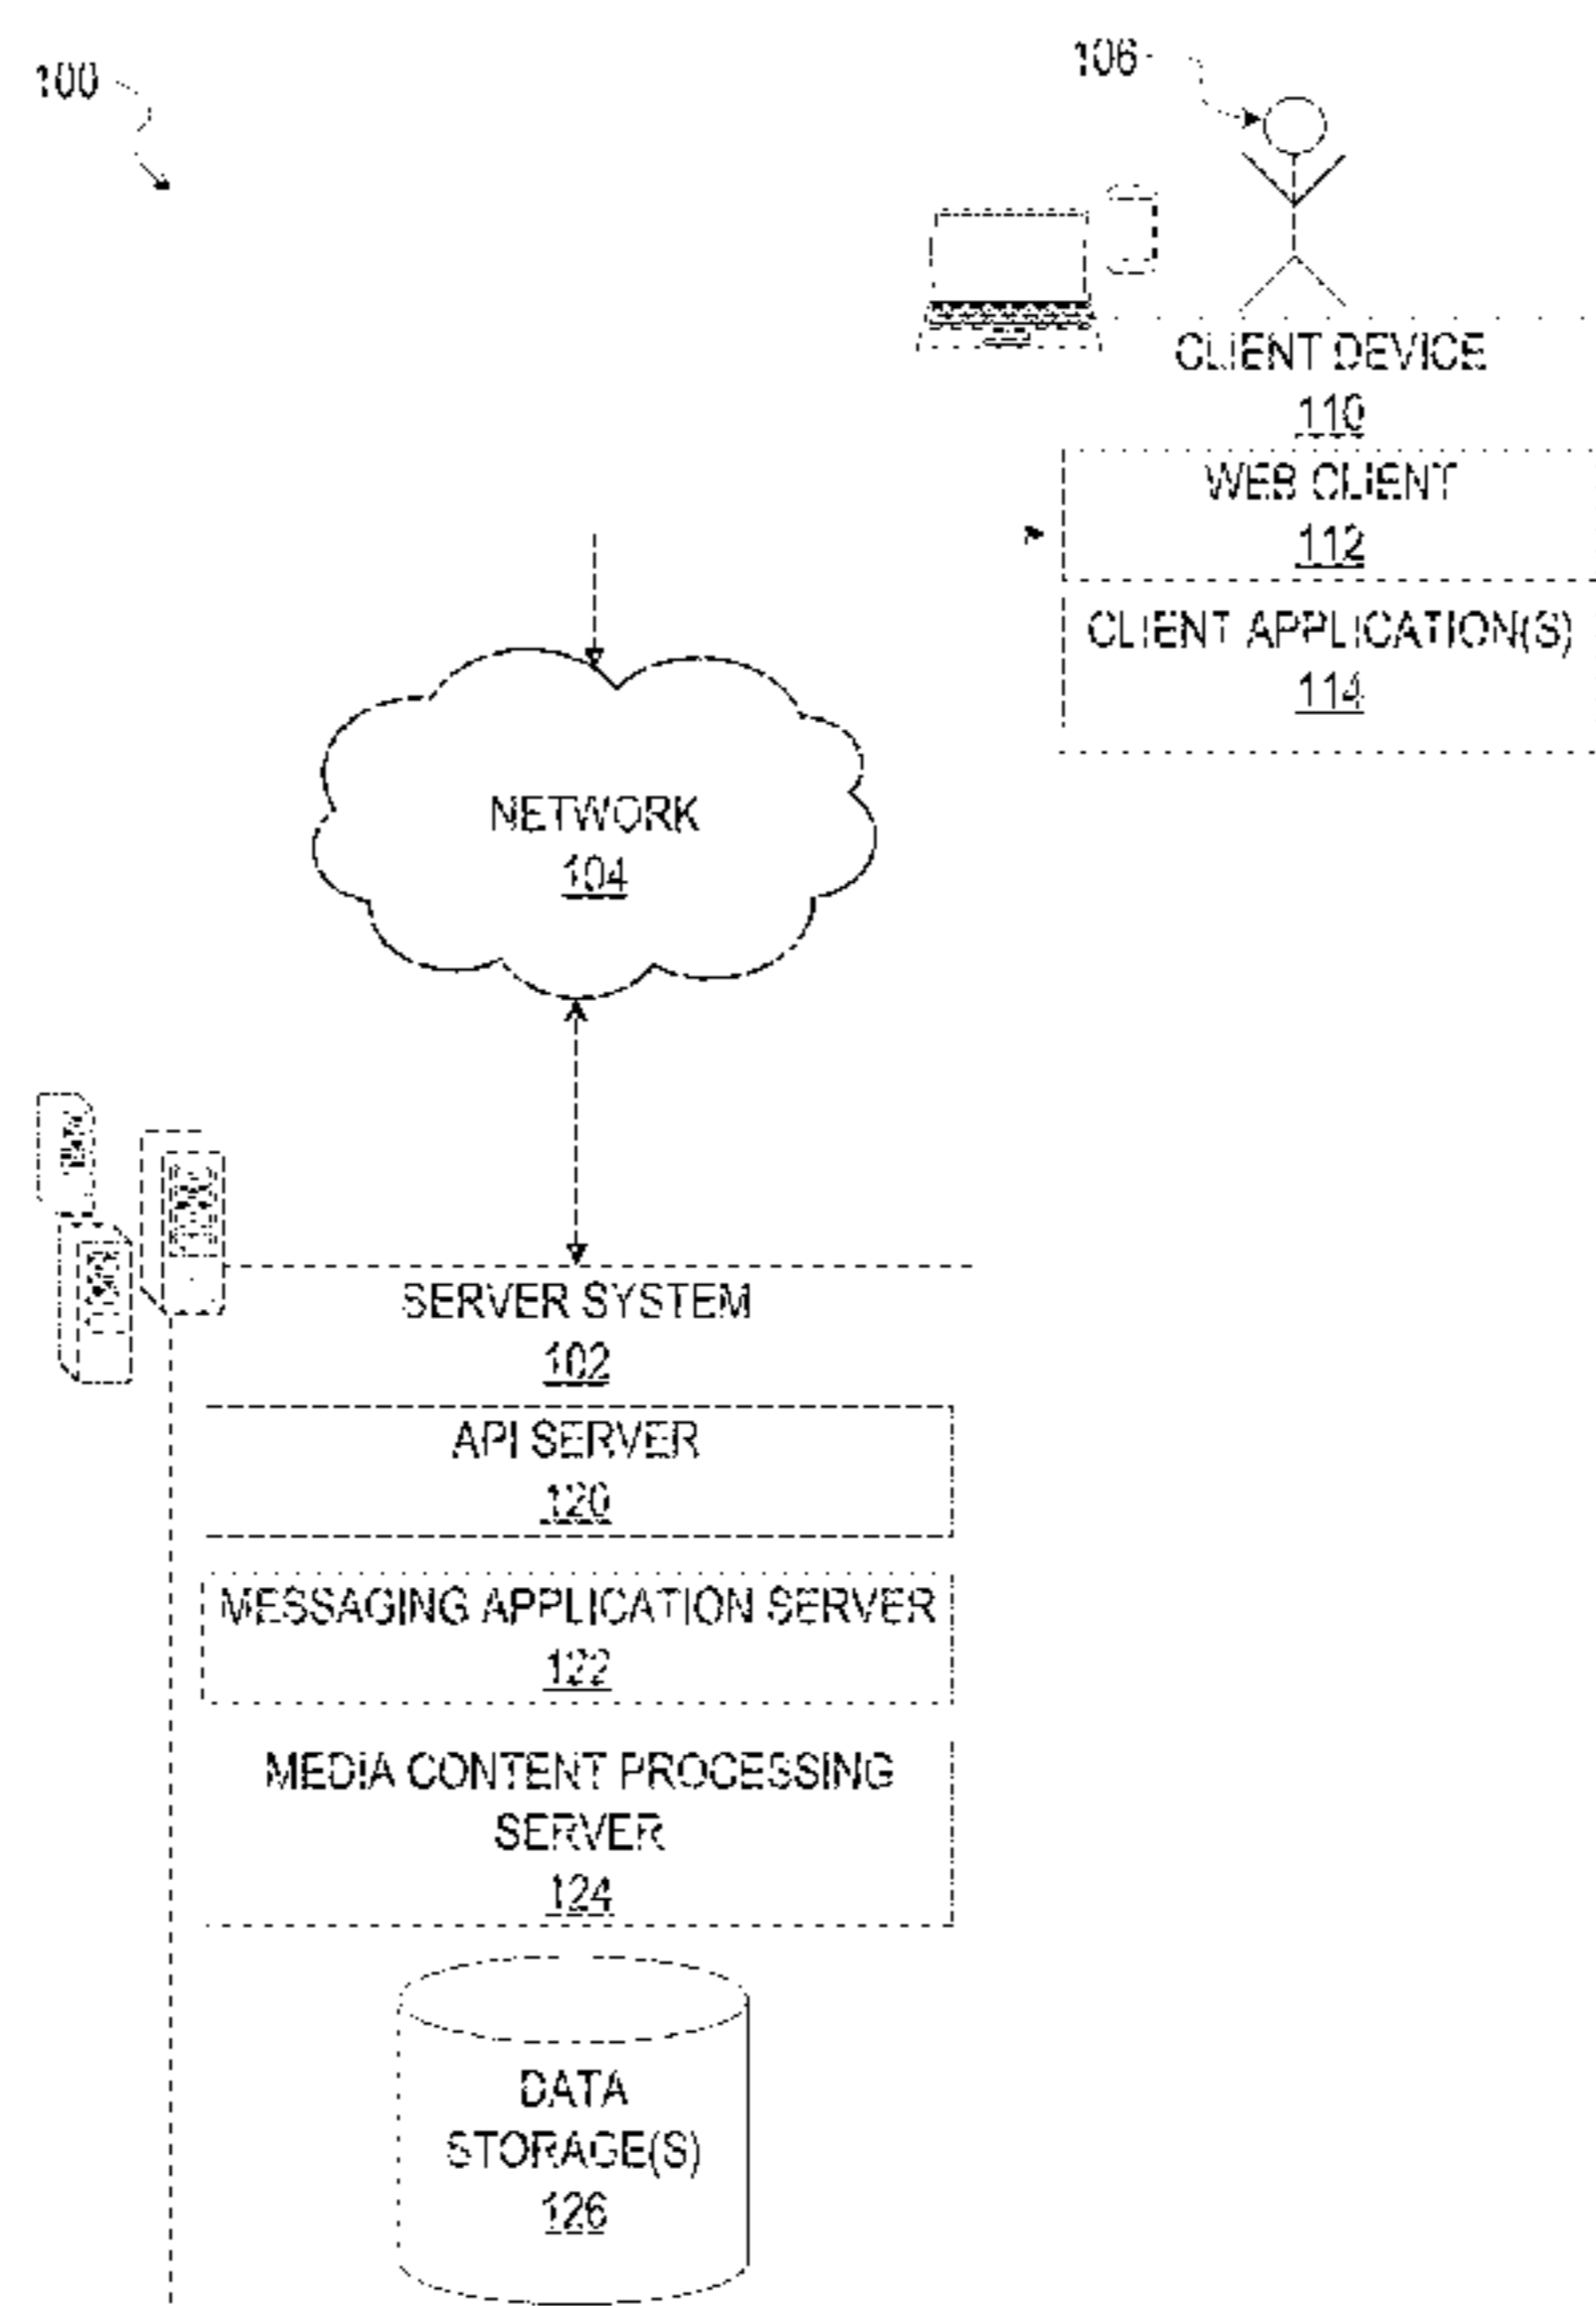 100
106
CLIENT DEVICE
110
WEB CLIENT
112
CLIENT APPLICATION(S)
114
NETWORK
104
SERVER SYSTEM
102
API SERVER
120
MESSAGING APPLICATION SERVER
122
MEDIA CONTENT PROCESSING
SERVER
124
DATA
STORAGE(S)
126